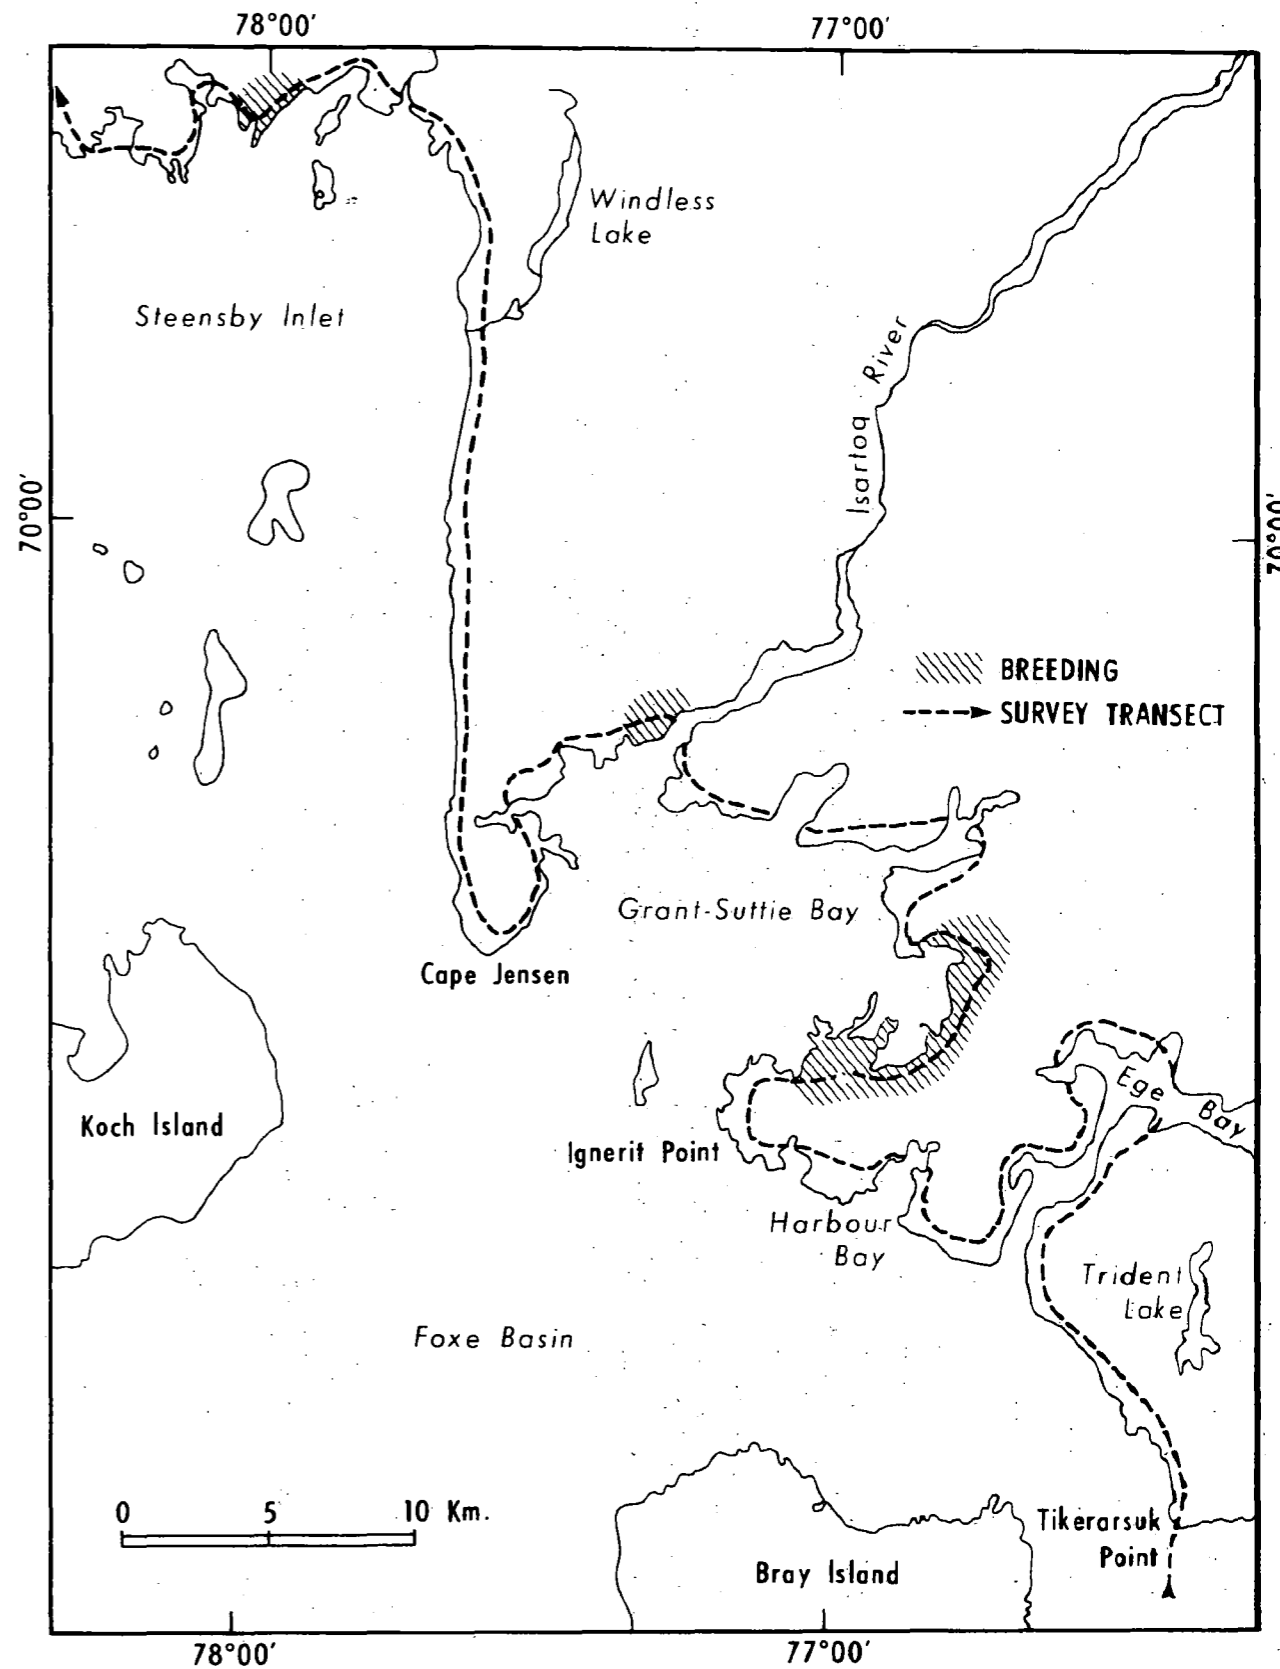 78°00'
77°00'
Windless
Lake
Steensby Inlet
Isartoq River
70°00'
70°00'
BREEDING
SURVEY TRANSECT
Grant-Suttie Bay
Cape Jensen
Ege Bay
Koch Island
Ignerit Point
Harbour
Bay
Trident
Lake
Foxe Basin
0 5 10 Km.
Tikerarsuk
Point
Bray Island
78°00'
77°00'